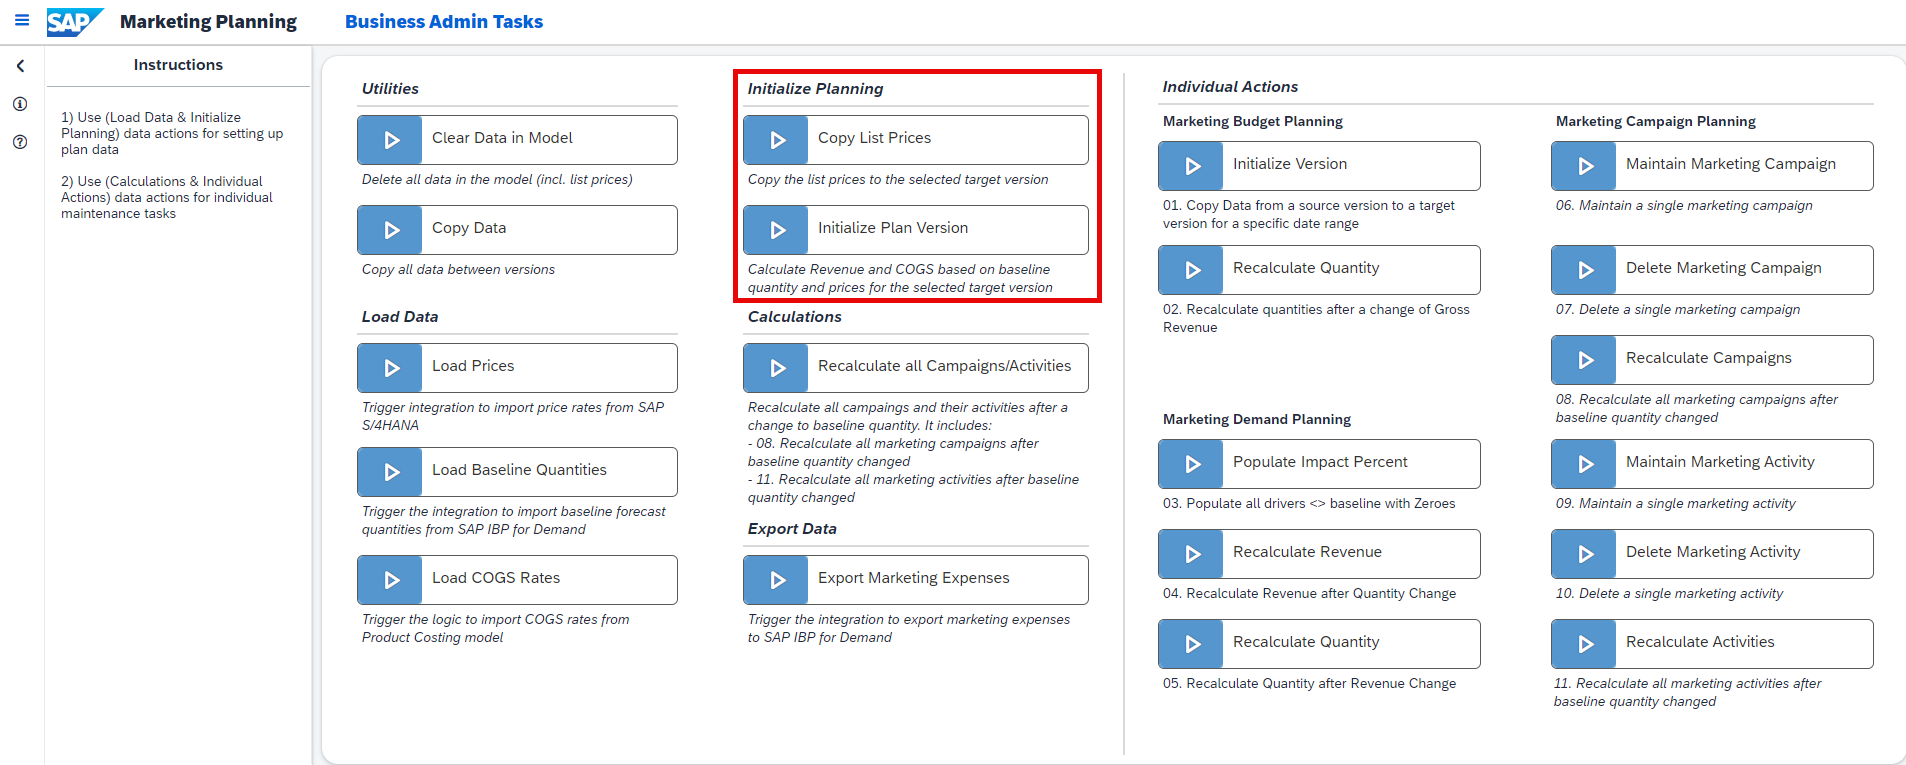 SAP Marketing Planning Business Admin Tasks
Instructions
1) Use (Load Data & Initialize
Planning) data actions for setting up
plan data
2) Use (Calculations & Individual
Actions) data actions for individual
maintenance tasks
Utilities
Clear Data in Model
Delete all data in the model (incl. list prices)
Copy Data
Copy all data between versions
Load Data
Load Prices
Trigger integration to import price rates from SAP
S/4HANA
Load Baseline Quantities
Trigger the integration to import baseline forecast
quantities from SAP IBP for Demand
Load COGS Rates
Trigger the logic to import COGS rates from
Product Costing model
Initialize Planning
Copy List Prices
Copy the list prices to the selected target version
Initialize Plan Version
Calculate Revenue and COGS based on baseline
quantity and prices for the selected target version
Calculations
Recalculate all Campaigns/Activities
Recalculate all campaings and their activities after a
change to baseline quantity. It includes:
- 08. Recalculate all marketing campaigns after
baseline quantity changed
- 11. Recalculate all marketing activities after baseline
quantity changed
Export Data
Export Marketing Expenses
Trigger the integration to export marketing expenses
to SAP IBP for Demand
Individual Actions
Marketing Budget Planning
Initialize Version
01. Copy Data from a source version to a target
version for a specific date range
Recalculate Quantity
02. Recalculate quantities after a change of Gross
Revenue
Marketing Demand Planning
Populate Impact Percent
03. Populate all drivers <> baseline with Zeroes
Recalculate Revenue
04. Recalculate Revenue after Quantity Change
Recalculate Quantity
05. Recalculate Quantity after Revenue Change
Marketing Campaign Planning
Maintain Marketing Campaign
06. Maintain a single marketing campaign
Delete Marketing Campaign
07. Delete a single marketing campaign
Recalculate Campaigns
08. Recalculate all marketing campaigns after
baseline quantity changed
Maintain Marketing Activity
09. Maintain a single marketing activity
Delete Marketing Activity
10. Delete a single marketing activity
Recalculate Activities
11. Recalculate all marketing activities after
baseline quantity changed